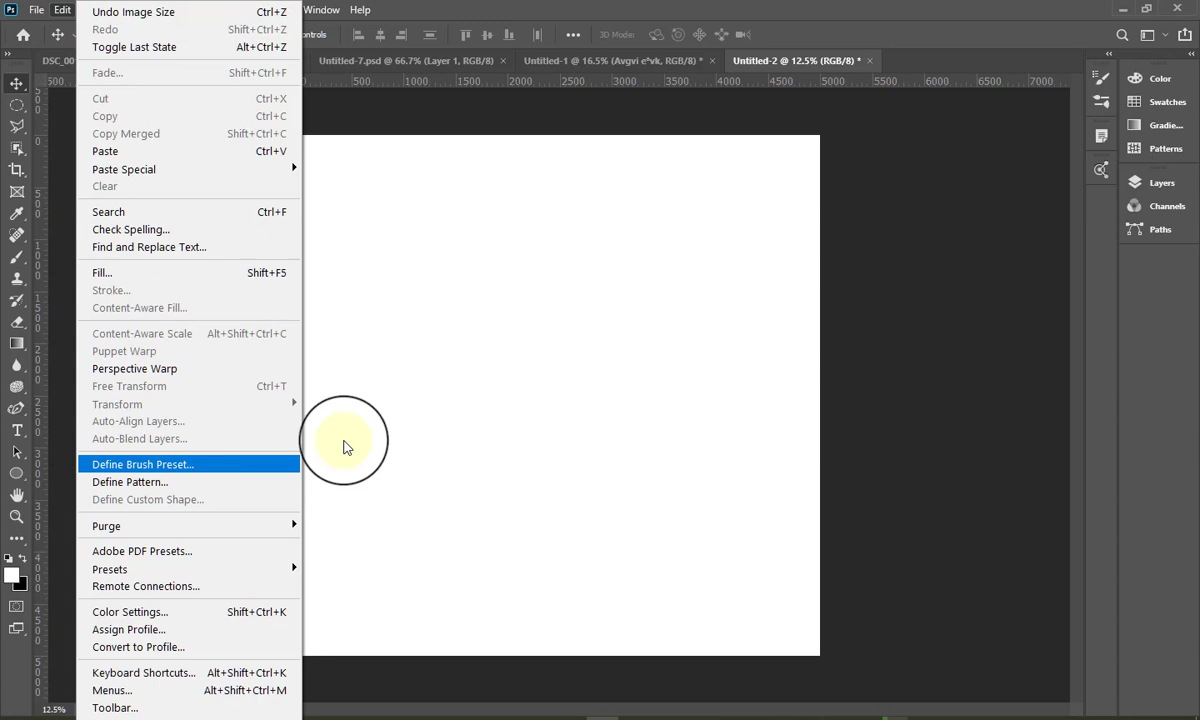 Ps File Edit Window Help
ntrols 3D Mode:
DSC_00 Untitled-7.psd @ 66.7% (Layer 1, RGB/8) × Untitled-1 @ 16.5% (Avgvi e*vk, RGB/8) * × Untitled-2 @ 12.5% (RGB/8) * ×
500 500 1000 1500 2000 2500 3000 3500 4000 4500 5000 5500 6000 6500 7000
Undo Image Size Ctrl+Z
Redo Shift+Ctrl+Z
Toggle Last State Alt+Ctrl+Z
Fade... Shift+Ctrl+F
Cut Ctrl+X
Copy Ctrl+C
Copy Merged Shift+Ctrl+C
Paste Ctrl+V
Paste Special
Clear
Search Ctrl+F
Check Spelling...
Find and Replace Text...
Fill... Shift+F5
Stroke...
Content-Aware Fill...
Content-Aware Scale Alt+Shift+Ctrl+C
Puppet Warp
Perspective Warp
Free Transform Ctrl+T
Transform
Auto-Align Layers...
Auto-Blend Layers...
Define Brush Preset...
Define Pattern...
Define Custom Shape...
Purge
Adobe PDF Presets...
Presets
Remote Connections...
Color Settings... Shift+Ctrl+K
Assign Profile...
Convert to Profile...
Keyboard Shortcuts... Alt+Shift+Ctrl+K
Menus... Alt+Shift+Ctrl+M
Toolbar...
Color
Swatches
Gradie...
Patterns
Layers
Channels
Paths
12.5%